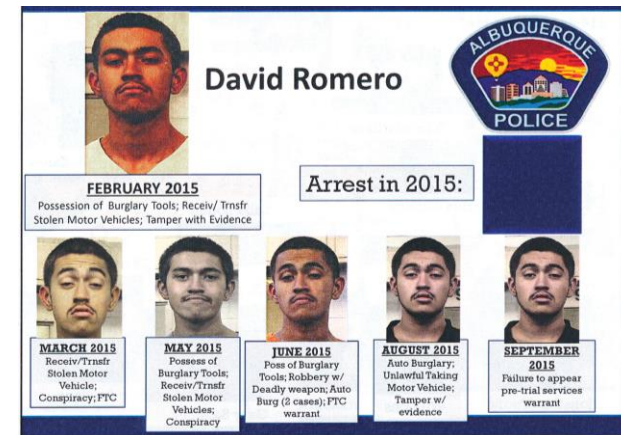 ALBUQUERQUE
POLICE
David Romero
FEBRUARY 2015
Possession of Burglary Tools; Receiv/ Trnsfr
Stolen Motor Vehicles; Tamper with Evidence
Arrest in 2015:
MARCH 2015
Receiv/Trnsfr
Stolen Motor
Vehicle;
Conspiracy; FTC
MAY 2015
Possess of
Burglary Tools;
Receiv/Trnsfr
Stolen Motor
Vehicles;
Conspiracy
JUNE 2015
Poss of Burglary
Tools; Robbery w/
Deadly weapon; Auto
Burg (2 cases); FTC
warrant
AUGUST 2015
Auto Burglary;
Unlawful Taking
Motor Vehicle;
Tamper w/
evidence
SEPTEMBER
2015
Failure to appear
pre-trial services
warrant